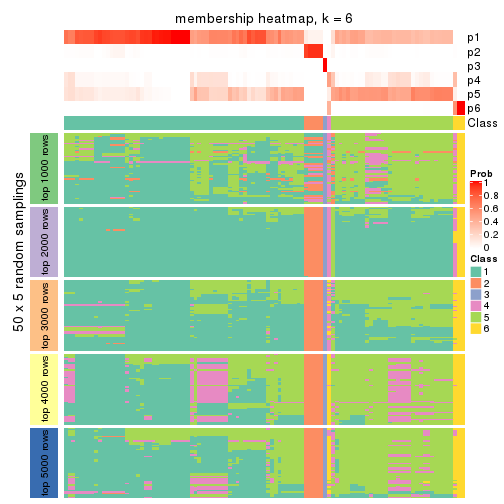 membership heatmap, k = 6
p1
p2
p3
p4
p5
p6
Class
50 x 5 random samplings
top 1000 rows
top 2000 rows
top 3000 rows
top 4000 rows
top 5000 rows
Prob
1
0.8
0.6
0.4
0.2
0
Class
1
2
3
4
5
6